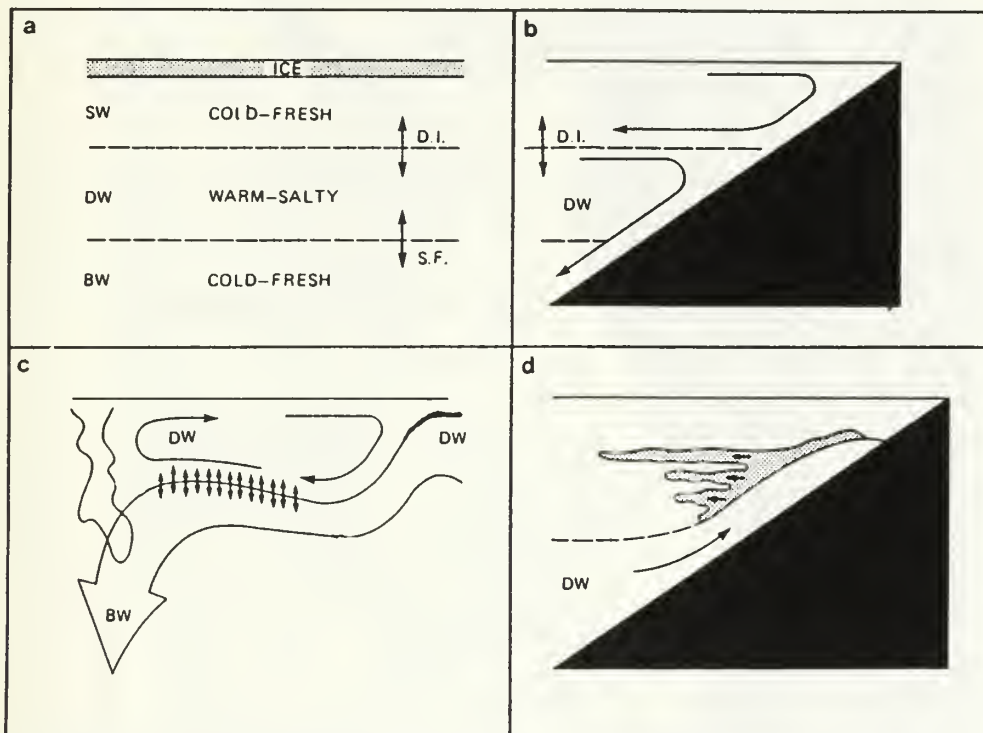 a
ICE
SW COLD-FRESH
D.I.
DW WARM-SALTY
S.F.
BW COLD-FRESH
b
D.I.
DW
c
DW
DW
BW
d
DW